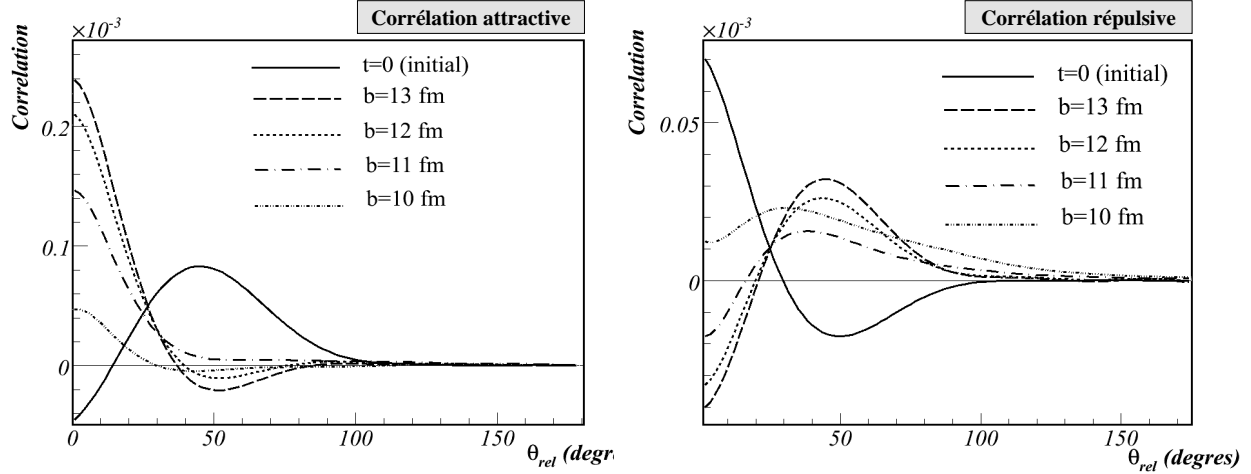 Corrélation attractive
×10⁻³
Correlation
t=0 (initial)
b=13 fm
b=12 fm
b=11 fm
b=10 fm
0.2
0.1
0
0 50 100 150
θrel (degr
Corrélation répulsive
×10⁻³
Correlation
t=0 (initial)
b=13 fm
b=12 fm
b=11 fm
b=10 fm
0.05
0
50 100 150
θrel (degres)